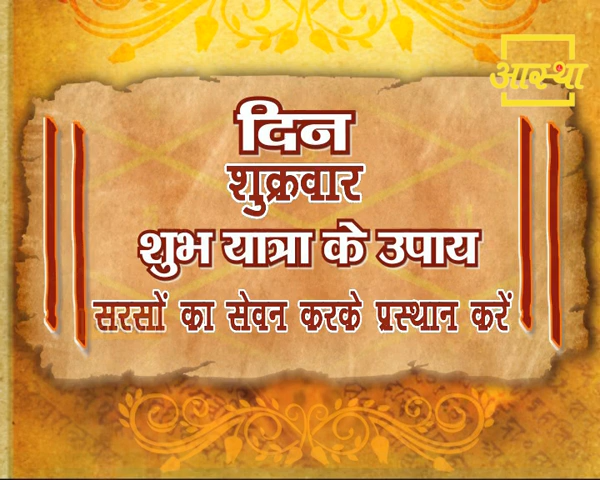 आस्था
दिन
शुक्रवार
शुभ यात्रा के उपाय
सरसों का सेवन करके प्रस्थान करें